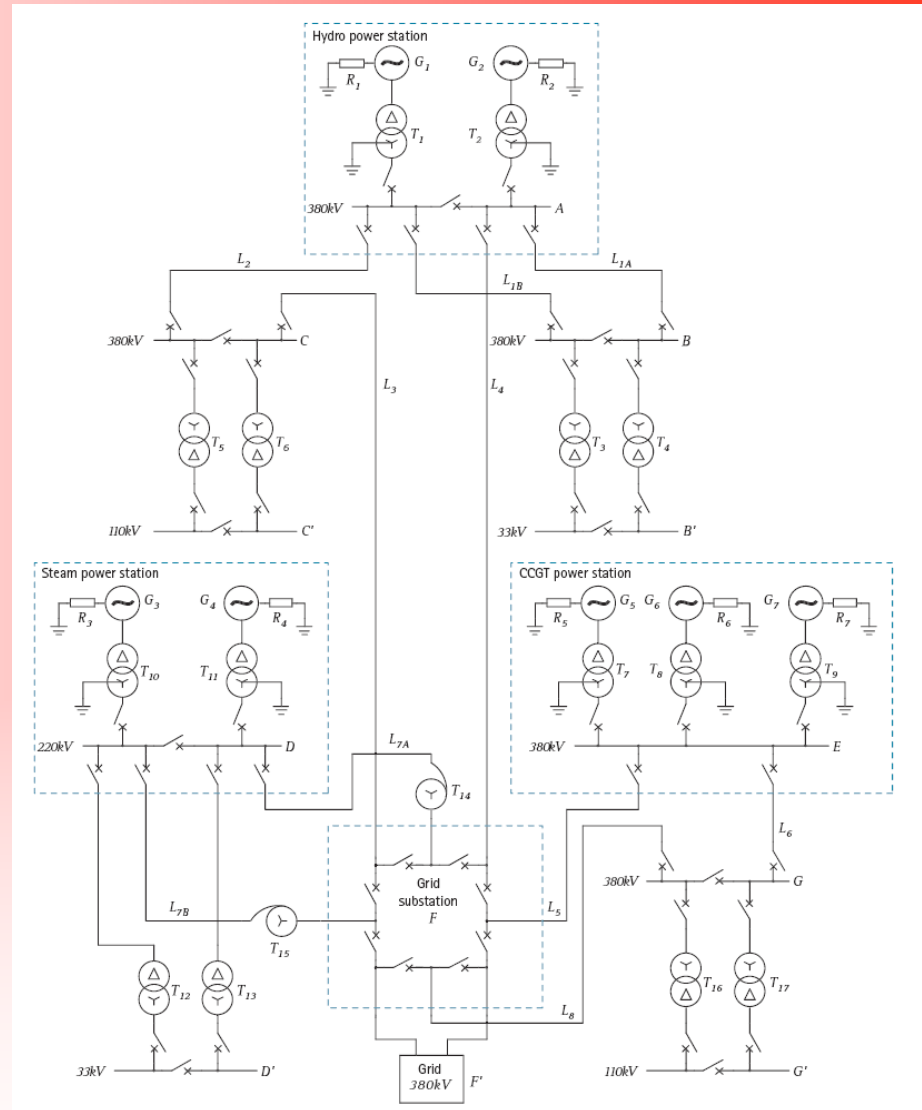 Hydro power station
G1 G2
R1 R2
T1 T2
380kV A
L2 L1A
L1B
380kV C 380kV B
L3 L4
T5 T6 T3 T4
110kV C' 33kV B'
Steam power station CCGT power station
G3 G4 G5 G6 G7
R3 R4 R5 R6 R7
T10 T11 T7 T8 T9
220kV D L7A 380kV E
T14
L6
Grid
substation
F
380kV G
L7B L5
T15
T12 T13 T16 T17
L8
33kV D' Grid
380kV F' 110kV G'